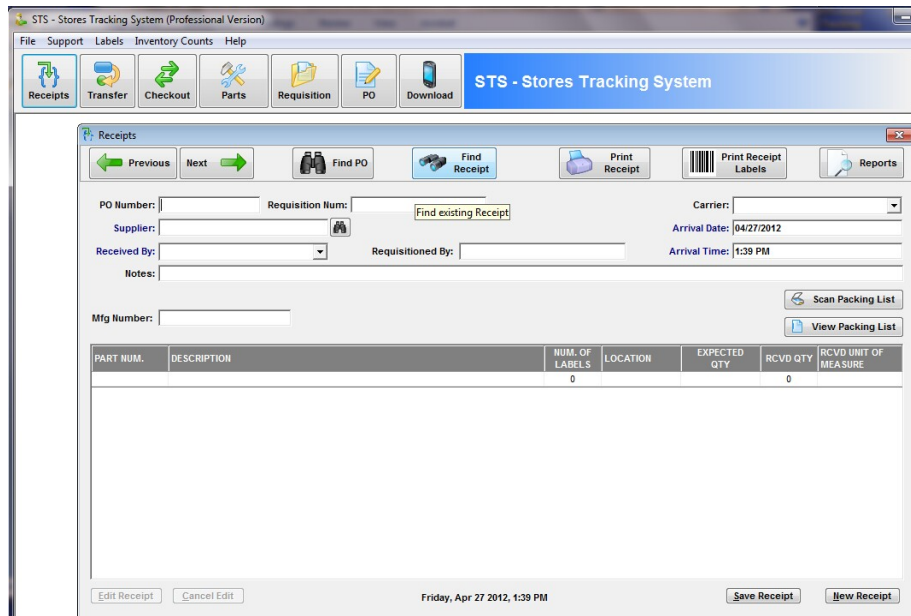 STS - Stores Tracking System (Professional Version)
File Support Labels Inventory Counts Help
Receipts Transfer Checkout Parts Requisition PO Download STS - Stores Tracking System
Receipts
Previous Next Find PO Find Receipt Print Receipt Print Receipt Labels Reports
PO Number: Requisition Num: Carrier:
Find existing Receipt
Supplier: Arrival Date: 04/27/2012
Received By: Requisitioned By: Arrival Time: 1:39 PM
Notes:
Scan Packing List
Mfg Number:
View Packing List
PART NUM. DESCRIPTION NUM. OF LABELS LOCATION EXPECTED QTY RCVD QTY RCVD UNIT OF MEASURE
0 0
Edit Receipt Cancel Edit Friday, Apr 27 2012, 1:39 PM Save Receipt New Receipt